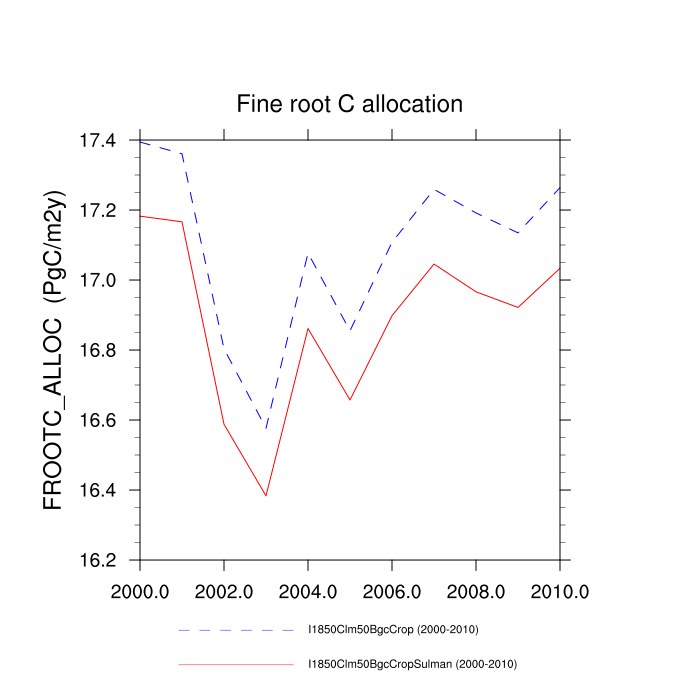 Fine root C allocation
FROOTC_ALLOC (PgC/m2y)
17.4
17.2
17.0
16.8
16.6
16.4
16.2
2000.0 2002.0 2004.0 2006.0 2008.0 2010.0
I1850Clm50BgcCrop (2000-2010)
I1850Clm50BgcCropSulman (2000-2010)